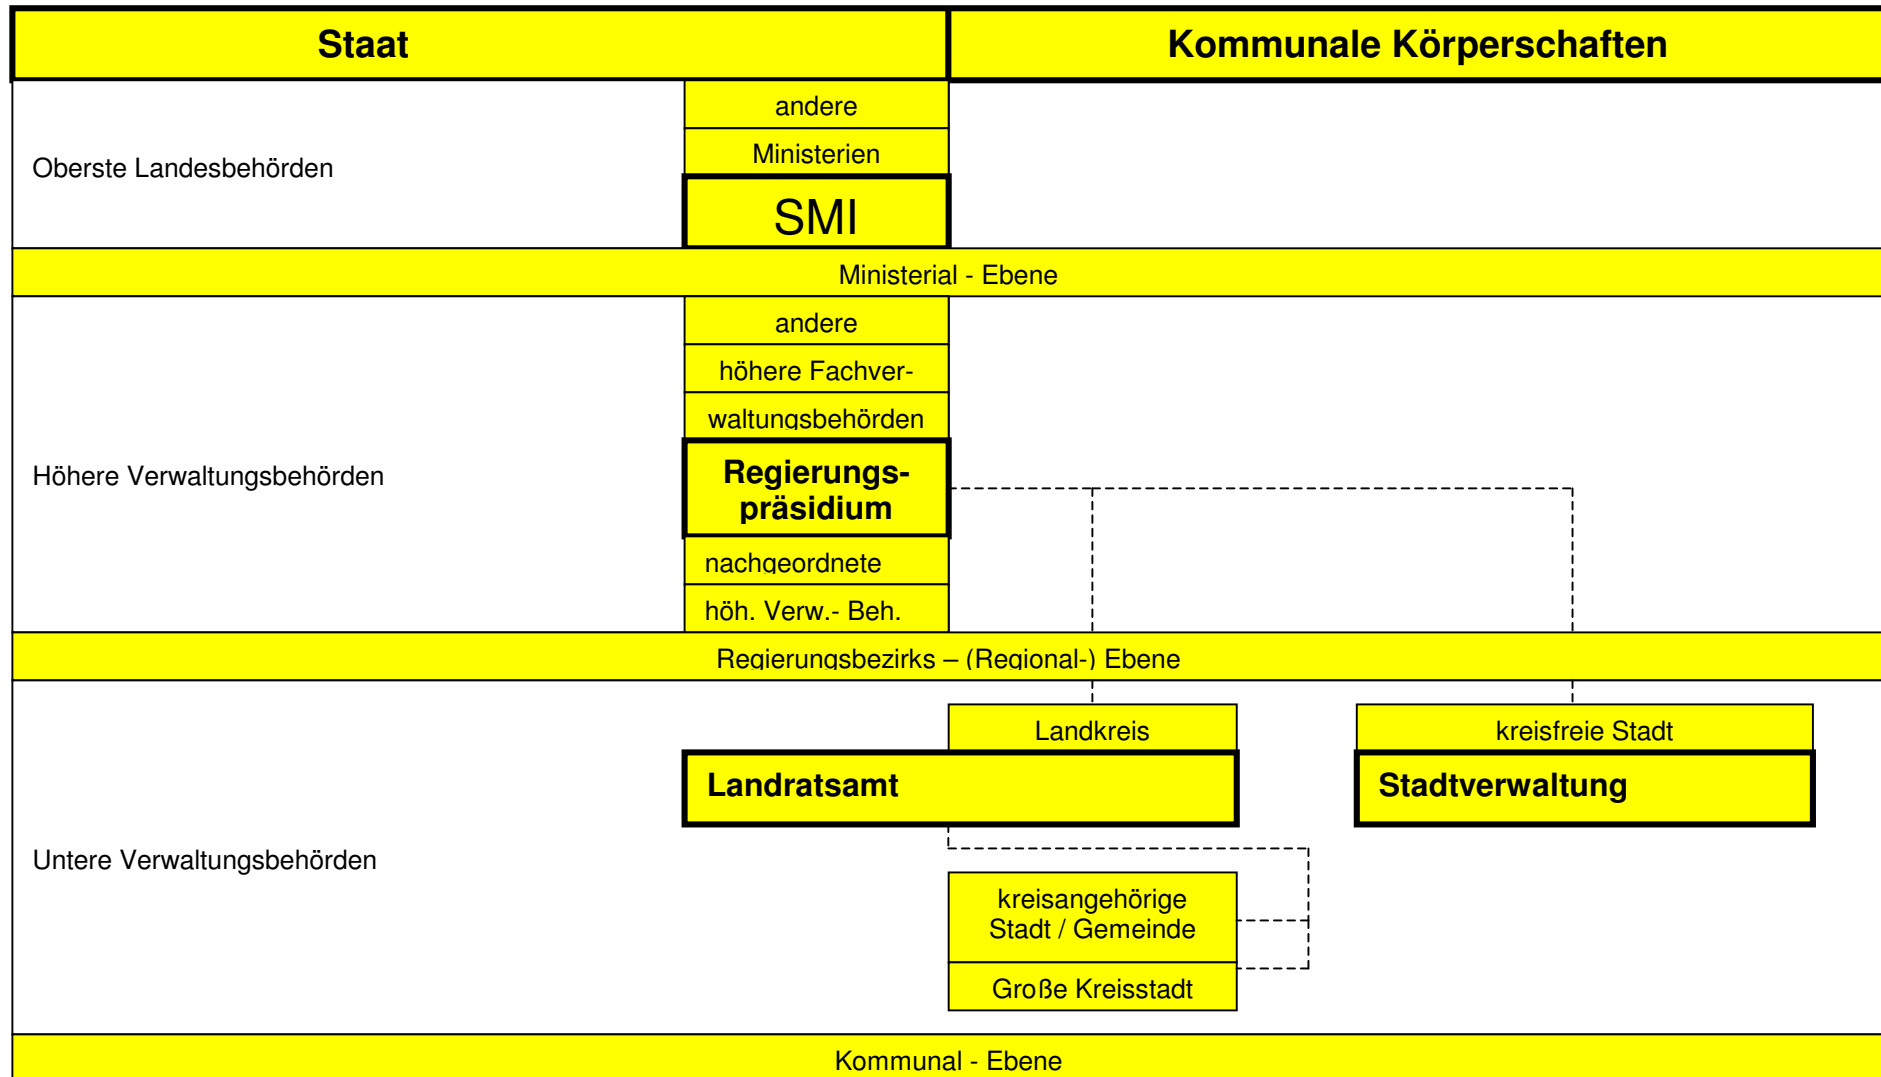 Staat
Kommunale Körperschaften
Oberste Landesbehörden
andere
Ministerien
SMI
Ministerial - Ebene
Höhere Verwaltungsbehörden
andere
höhere Fachver-
waltungsbehörden
Regierungs-
präsidium
nachgeordnete
höh. Verw.- Beh.
Regierungsbezirks – (Regional-) Ebene
Untere Verwaltungsbehörden
Landkreis
Landratsamt
kreisfreie Stadt
Stadtverwaltung
kreisangehörige
Stadt / Gemeinde
Große Kreisstadt
Kommunal - Ebene